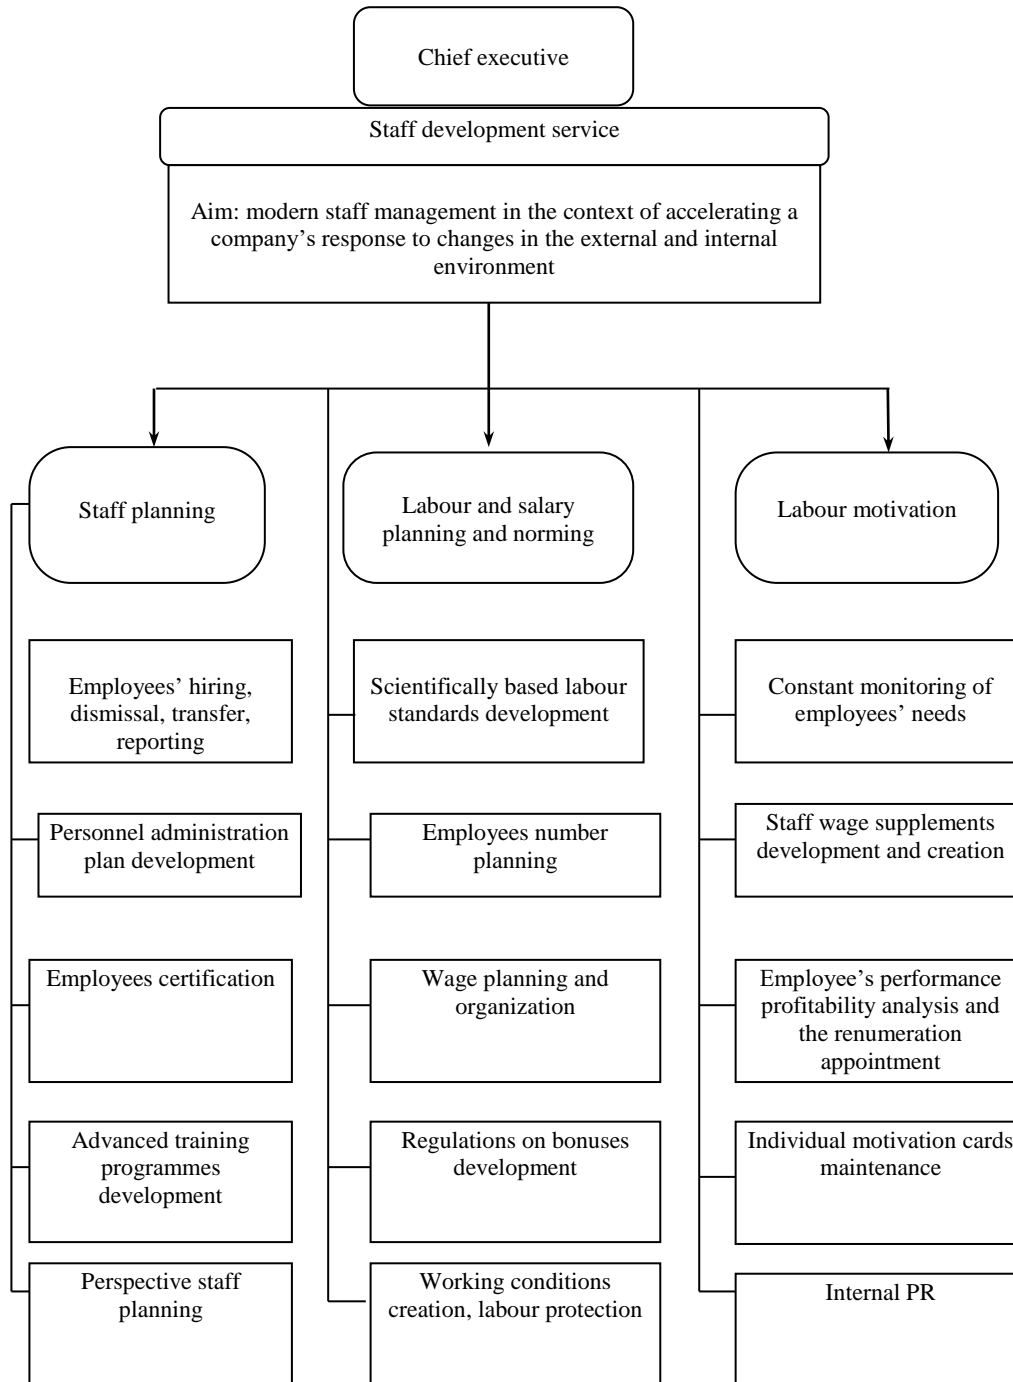 Chief executive
Staff development service
Aim: modern staff management in the context of accelerating a
company’s response to changes in the external and internal
environment
Staff planning
Labour and salary
planning and norming
Labour motivation
Employees’ hiring,
dismissal, transfer,
reporting
Scientifically based labour
standards development
Constant monitoring of
employees’ needs
Personnel administration
plan development
Employees number
planning
Staff wage supplements
development and creation
Employees certification
Wage planning and
organization
Employee’s performance
profitability analysis and
the renumeration
appointment
Advanced training
programmes
development
Regulations on bonuses
development
Individual motivation cards
maintenance
Perspective staff
planning
Working conditions
creation, labour protection
Internal PR